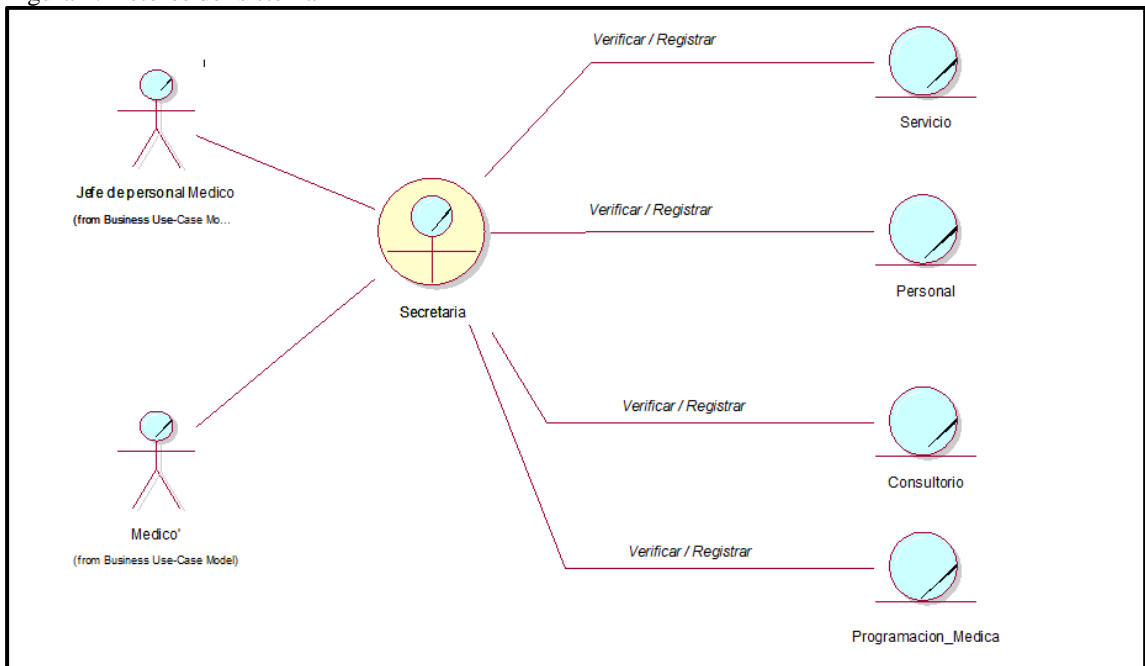 Verificar / Registrar
Servicio
Jefe de personal Medico
(from Business Use-Case Mo...
Verificar / Registrar
Personal
Secretaria
Verificar / Registrar
Consultorio
Medico'
(from Business Use-Case Model)
Verificar / Registrar
Programacion_Medica